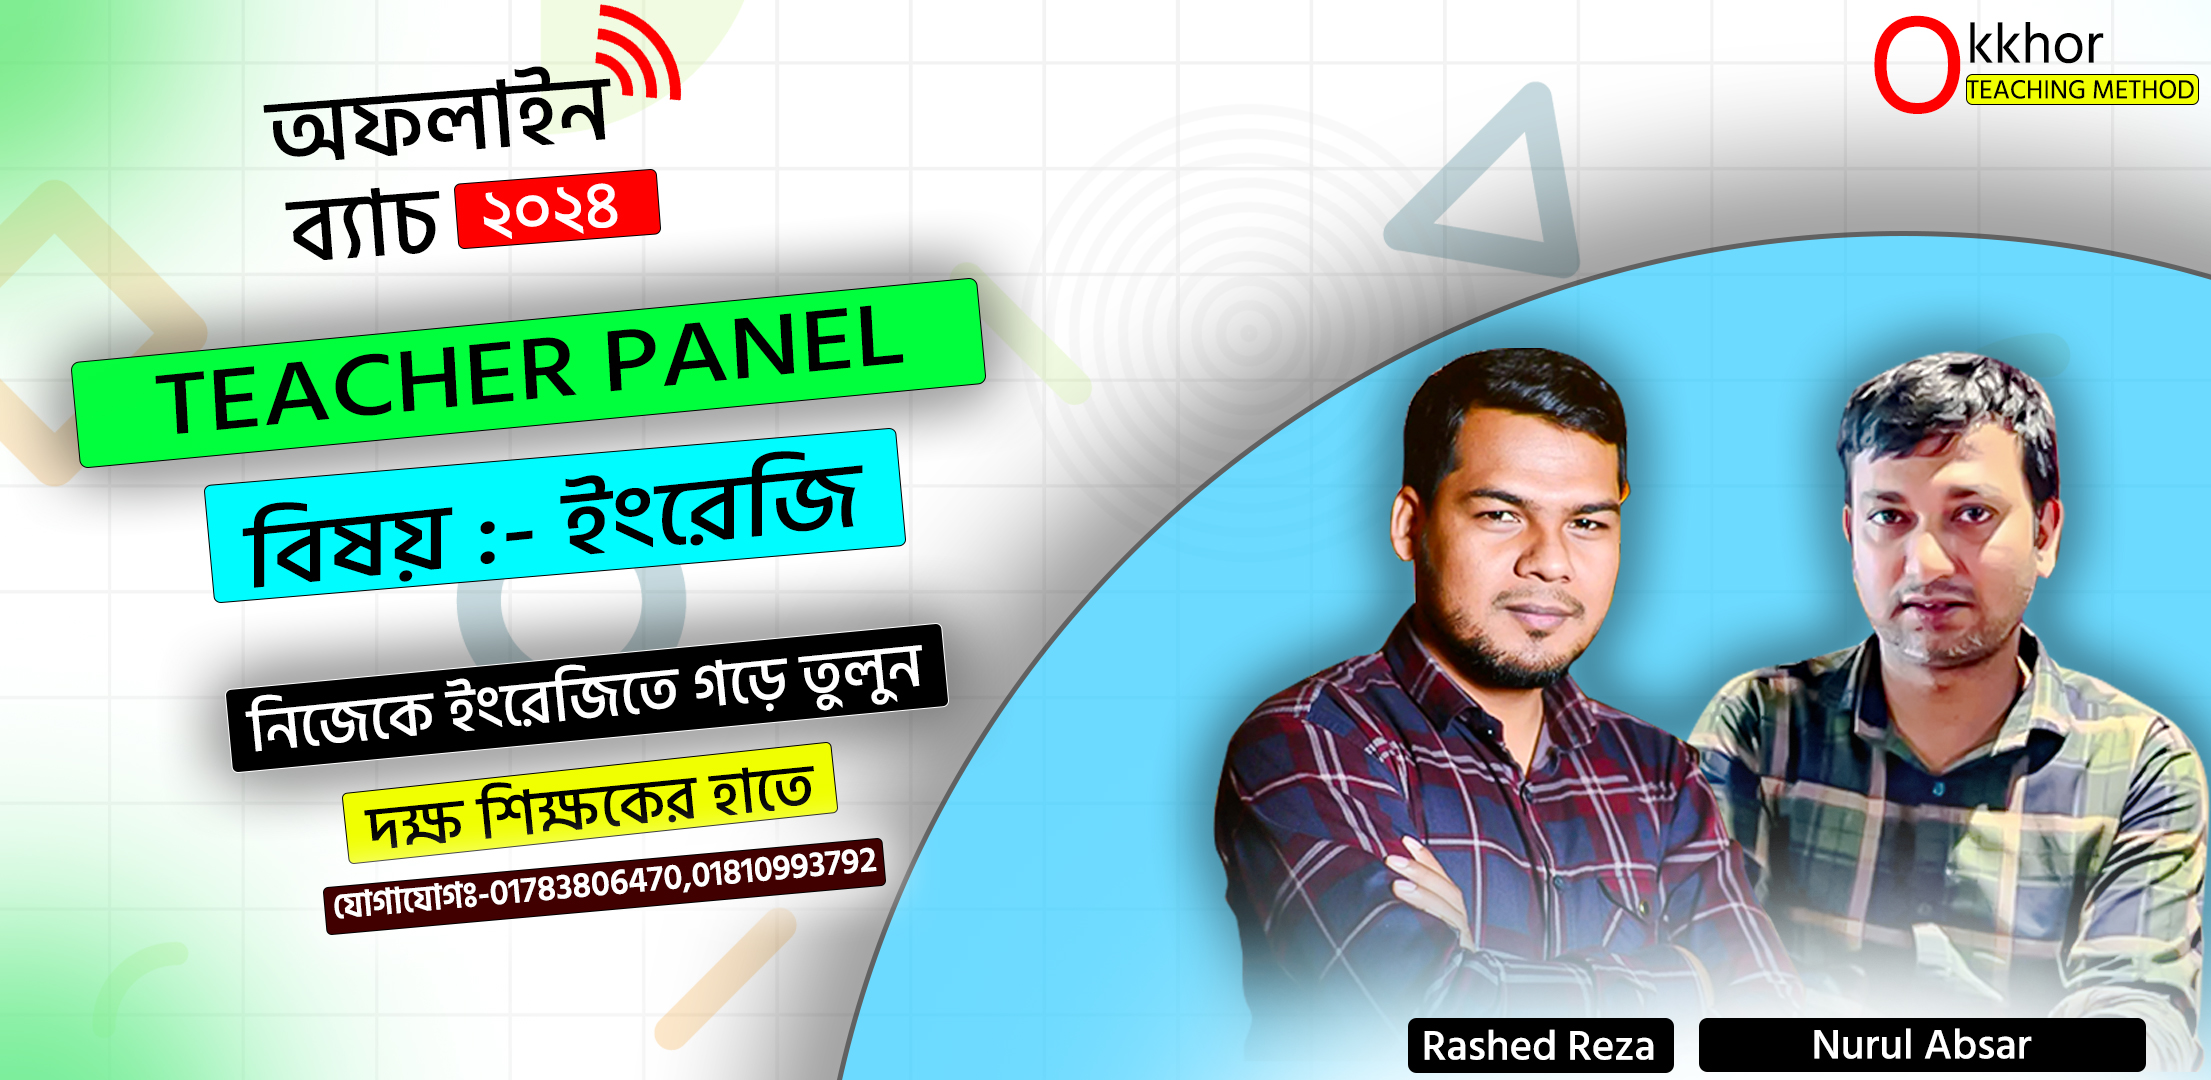 অফলাইন
ব্যাচ ২০২৪
TEACHER PANEL
বিষয় :- ইংরেজি
নিজেকে ইংরেজিতে গড়ে তুলুন
দক্ষ শিক্ষকের হাতে
যোগাযোগঃ-01783806470,01810993792
Okkhor
TEACHING METHOD
Rashed Reza
Nurul Absar